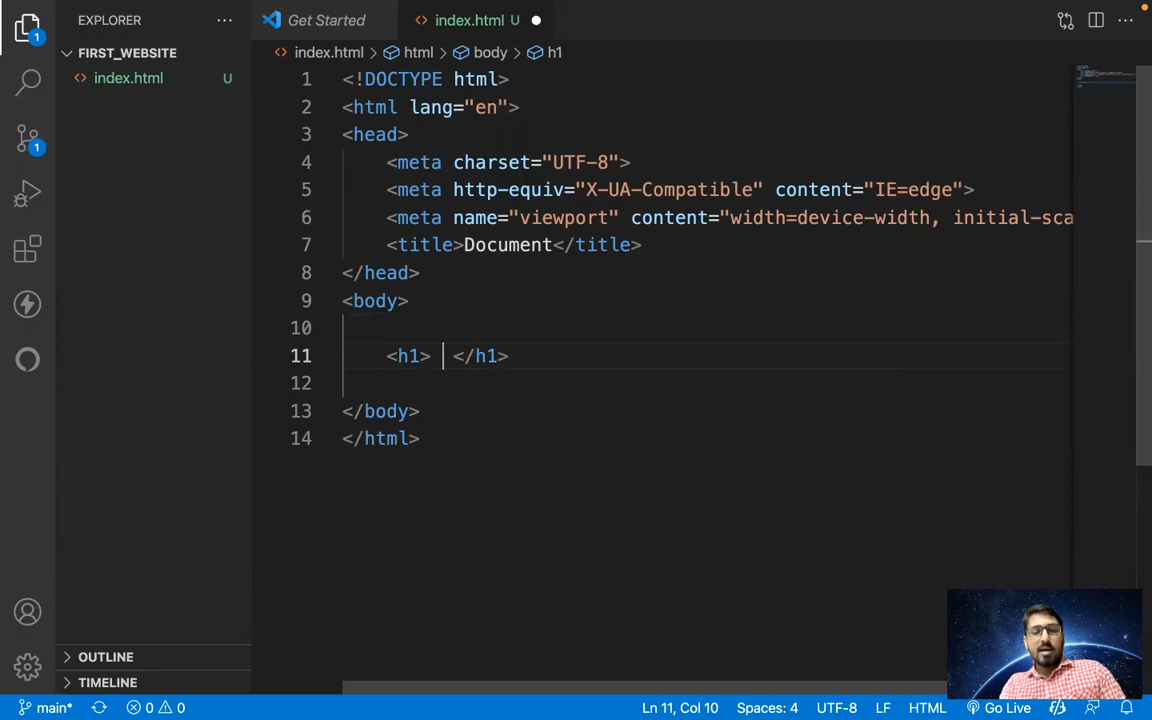 EXPLORER
Get Started
index.html U
FIRST_WEBSITE
index.html U
index.html > html > body > h1
1 <!DOCTYPE html>
2 <html lang="en">
3 <head>
4 <meta charset="UTF-8">
5 <meta http-equiv="X-UA-Compatible" content="IE=edge">
6 <meta name="viewport" content="width=device-width, initial-sca
7 <title>Document</title>
8 </head>
9 <body>
10
11 <h1> </h1>
12
13 </body>
14 </html>
1
1
OUTLINE
TIMELINE
main* 0 0 Ln 11, Col 10 Spaces: 4 UTF-8 LF HTML Go Live